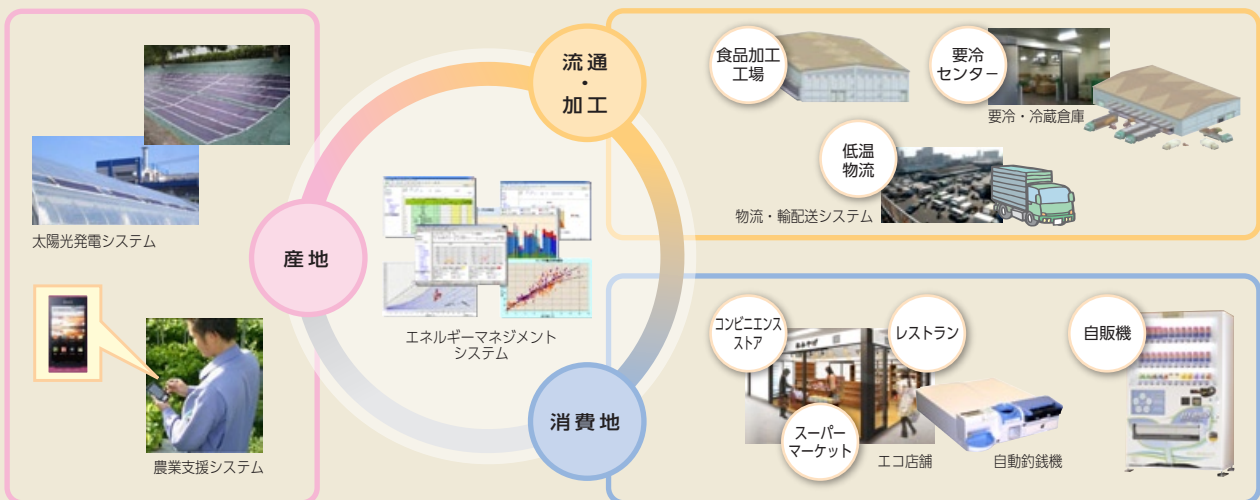 太陽光発電システム
農業支援システム
産地
流通
・
加工
消費地
エネルギーマネジメント
システム
食品加工
工場
要冷
センター
要冷・冷蔵倉庫
低温
物流
物流・輸配送システム
コンビニエンス
ストア
レストラン
自販機
スーパー
マーケット
エコ店舗
自動釣銭機